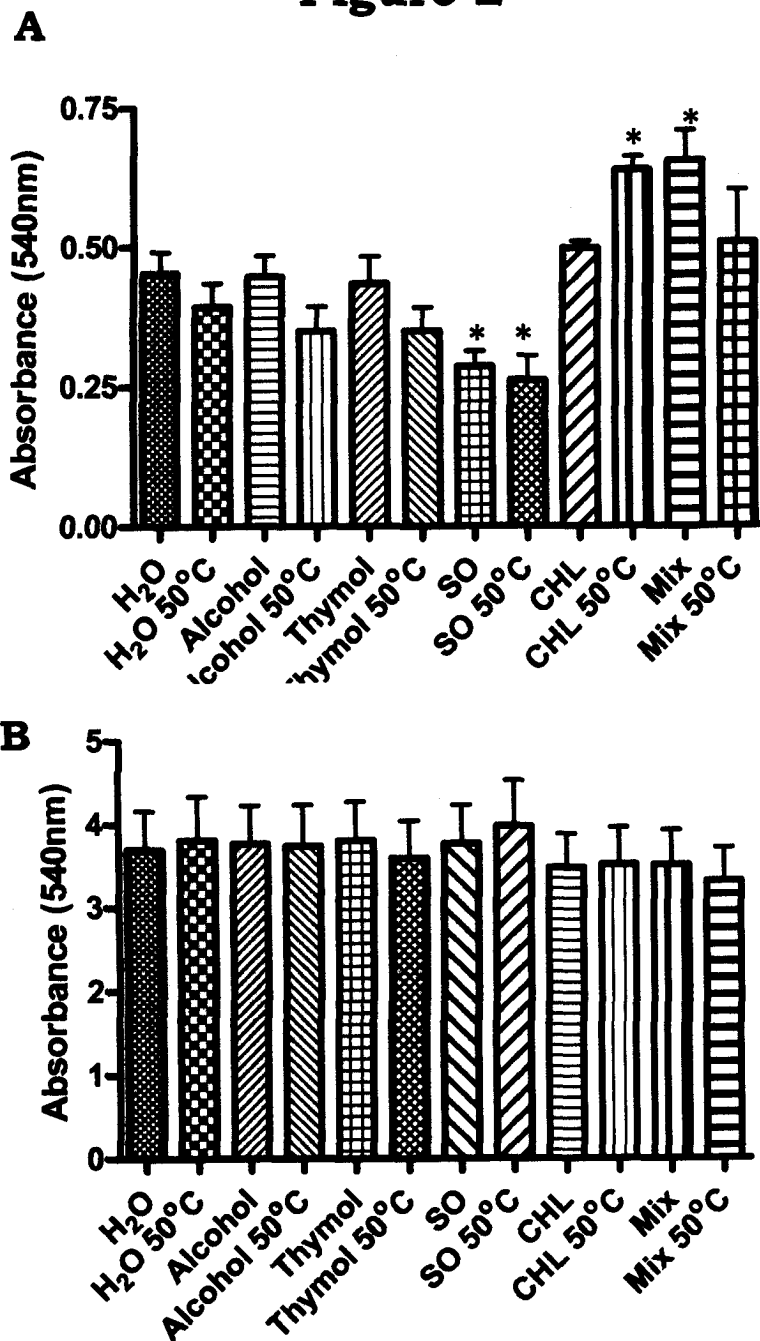 A
Absorbance (540nm)
0.75
0.50
0.25
0.00
*
*
*
*
H₂O
H₂O 50°C
Alcohol
lcohol 50°C
Thymol
hymol 50°C
SO
SO 50°C
CHL
CHL 50°C
Mix
Mix 50°C
B
Absorbance (540nm)
5
4
3
2
1
0
H₂O
H₂O 50°C
Alcohol
Alcohol 50°C
Thymol
Thymol 50°C
SO
SO 50°C
CHL
CHL 50°C
Mix
Mix 50°C